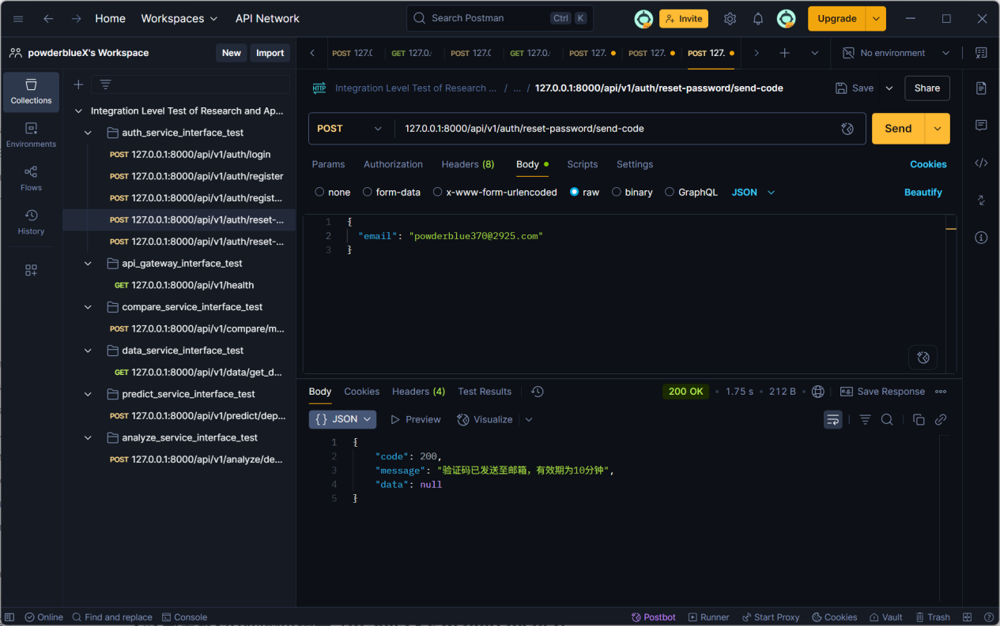 Home Workspaces API Network Search Postman Ctrl K Invite Upgrade
powderblueX's Workspace New Import POST 127.0 GET 127.0. POST 127.0 GET 127.0. POST 127. POST 127. POST 127. No environment
Collections
Environments
Flows
History
Integration Level Test of Research and Ap...
auth_service_interface_test
POST 127.0.0.1:8000/api/v1/auth/login
POST 127.0.0.1:8000/api/v1/auth/register
POST 127.0.0.1:8000/api/v1/auth/regist...
POST 127.0.0.1:8000/api/v1/auth/reset-...
POST 127.0.0.1:8000/api/v1/auth/reset-...
api_gateway_interface_test
GET 127.0.0.1:8000/api/v1/health
compare_service_interface_test
POST 127.0.0.1:8000/api/v1/compare/m...
data_service_interface_test
GET 127.0.0.1:8000/api/v1/data/get_d...
predict_service_interface_test
POST 127.0.0.1:8000/api/v1/predict/dep...
analyze_service_interface_test
POST 127.0.0.1:8000/api/v1/analyze/de...
HTTP Integration Level Test of Research ... / ... / 127.0.0.1:8000/api/v1/auth/reset-password/send-code Save Share
POST 127.0.0.1:8000/api/v1/auth/reset-password/send-code Send
Params Authorization Headers (8) Body Scripts Settings Cookies
none form-data x-www-form-urlencoded raw binary GraphQL JSON Beautify
1 {
2 "email": "powderblue370@2925.com"
3 }
Body Cookies Headers (4) Test Results 200 OK • 1.75 s • 212 B • e.g. Save Response
{} JSON Preview Visualize
1 {
2 "code": 200,
3 "message": "验证码已发送至邮箱，有效期为10分钟",
4 "data": null
5 }
Online Find and replace Console Postbot Runner Start Proxy Cookies Vault Trash